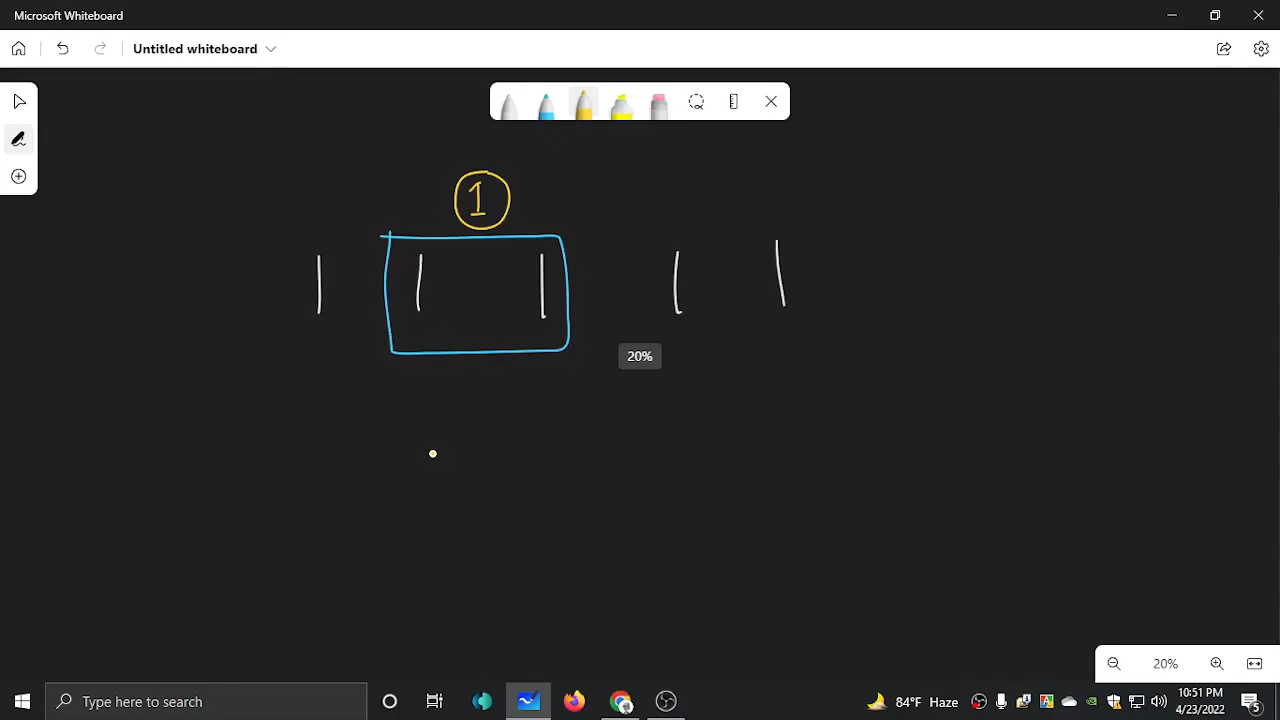 Microsoft Whiteboard
Untitled whiteboard
1
| | | | |
20%
20%
Type here to search
84°F Haze
10:51 PM
4/23/2022
5